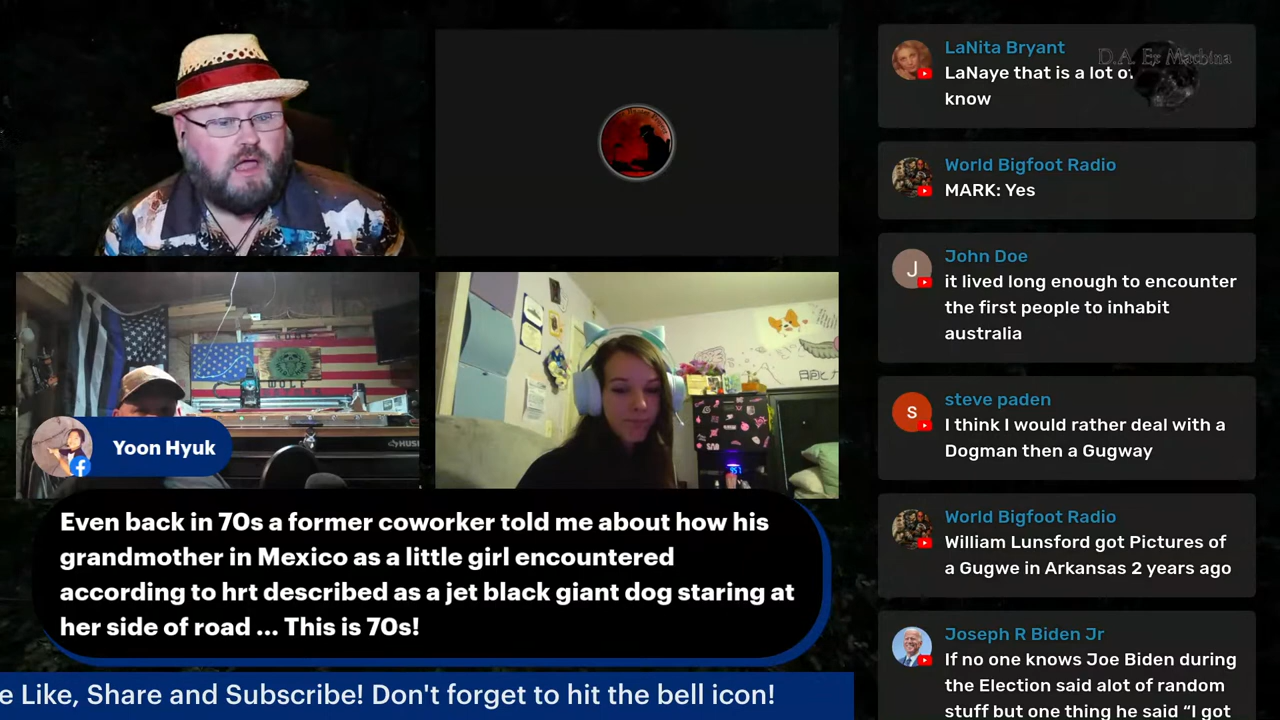 LaNita Bryant
LaNaye that is a lot of
know
D.A. Ex Machina
World Bigfoot Radio
MARK: Yes
J
John Doe
it lived long enough to encounter
the first people to inhabit
australia
s
steve paden
I think I would rather deal with a
Dogman then a Gugway
World Bigfoot Radio
William Lunsford got Pictures of
a Gugwe in Arkansas 2 years ago
Joseph R Biden Jr
If no one knows Joe Biden during
the Election said alot of random
stuff but one thing he said “I got
Yoon Hyuk
Even back in 70s a former coworker told me about how his
grandmother in Mexico as a little girl encountered
according to hrt described as a jet black giant dog staring at
her side of road ... This is 70s!
e Like, Share and Subscribe! Don't forget to hit the bell icon!